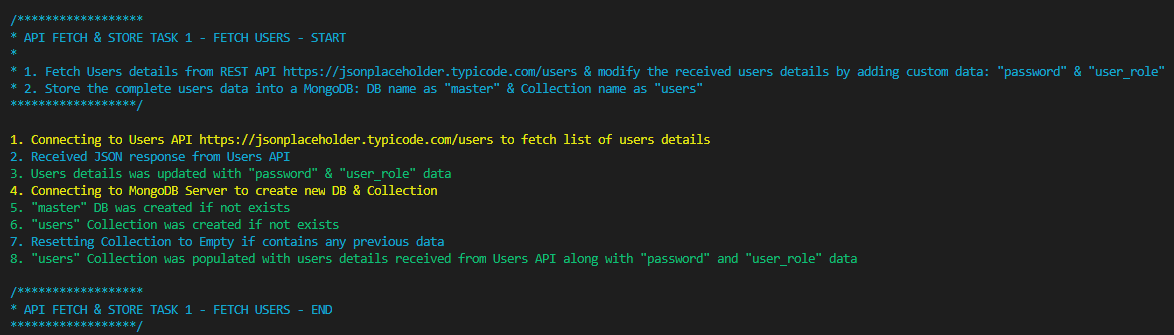 /******************
* API FETCH & STORE TASK 1 - FETCH USERS - START
*
* 1. Fetch Users details from REST API https://jsonplaceholder.typicode.com/users & modify the received users details by adding custom data: "password" & "user_role"
* 2. Store the complete users data into a MongoDB: DB name as "master" & Collection name as "users"
******************/
1. Connecting to Users API https://jsonplaceholder.typicode.com/users to fetch list of users details
2. Received JSON response from Users API
3. Users details was updated with "password" & "user_role" data
4. Connecting to MongoDB Server to create new DB & Collection
5. "master" DB was created if not exists
6. "users" Collection was created if not exists
7. Resetting Collection to Empty if contains any previous data
8. "users" Collection was populated with users details received from Users API along with "password" and "user_role" data
/******************
* API FETCH & STORE TASK 1 - FETCH USERS - END
******************/